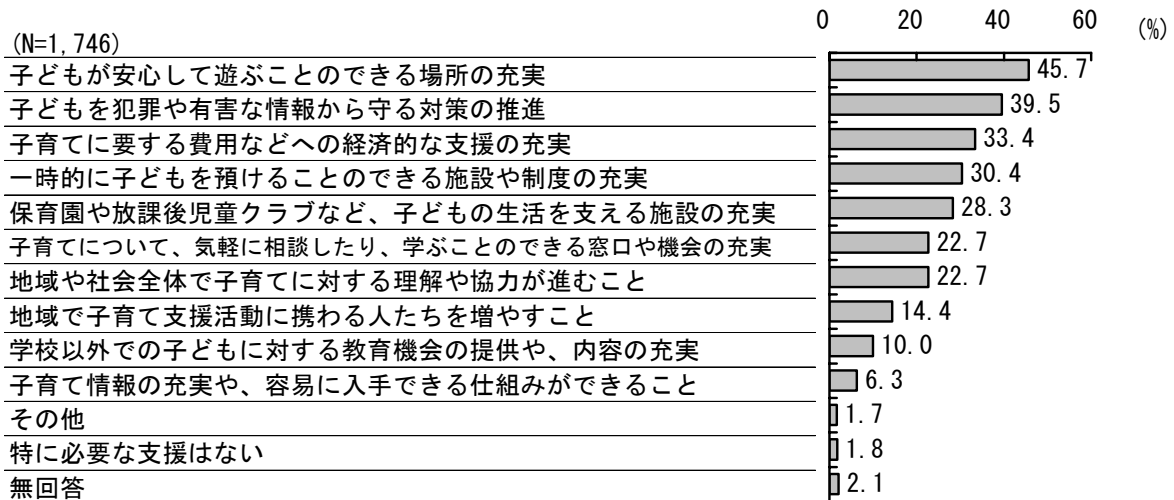 0 20 40 60 (%)
(N=1,746)
子どもが安心して遊ぶことのできる場所の充実 45.7
子どもを犯罪や有害な情報から守る対策の推進 39.5
子育てに要する費用などへの経済的な支援の充実 33.4
一時的に子どもを預けることのできる施設や制度の充実 30.4
保育園や放課後児童クラブなど、子どもの生活を支える施設の充実 28.3
子育てについて、気軽に相談したり、学ぶことのできる窓口や機会の充実 22.7
地域や社会全体で子育てに対する理解や協力が進むこと 22.7
地域で子育て支援活動に携わる人たちを増やすこと 14.4
学校以外での子どもに対する教育機会の提供や、内容の充実 10.0
子育て情報の充実や、容易に入手できる仕組みができること 6.3
その他 1.7
特に必要な支援はない 1.8
無回答 2.1